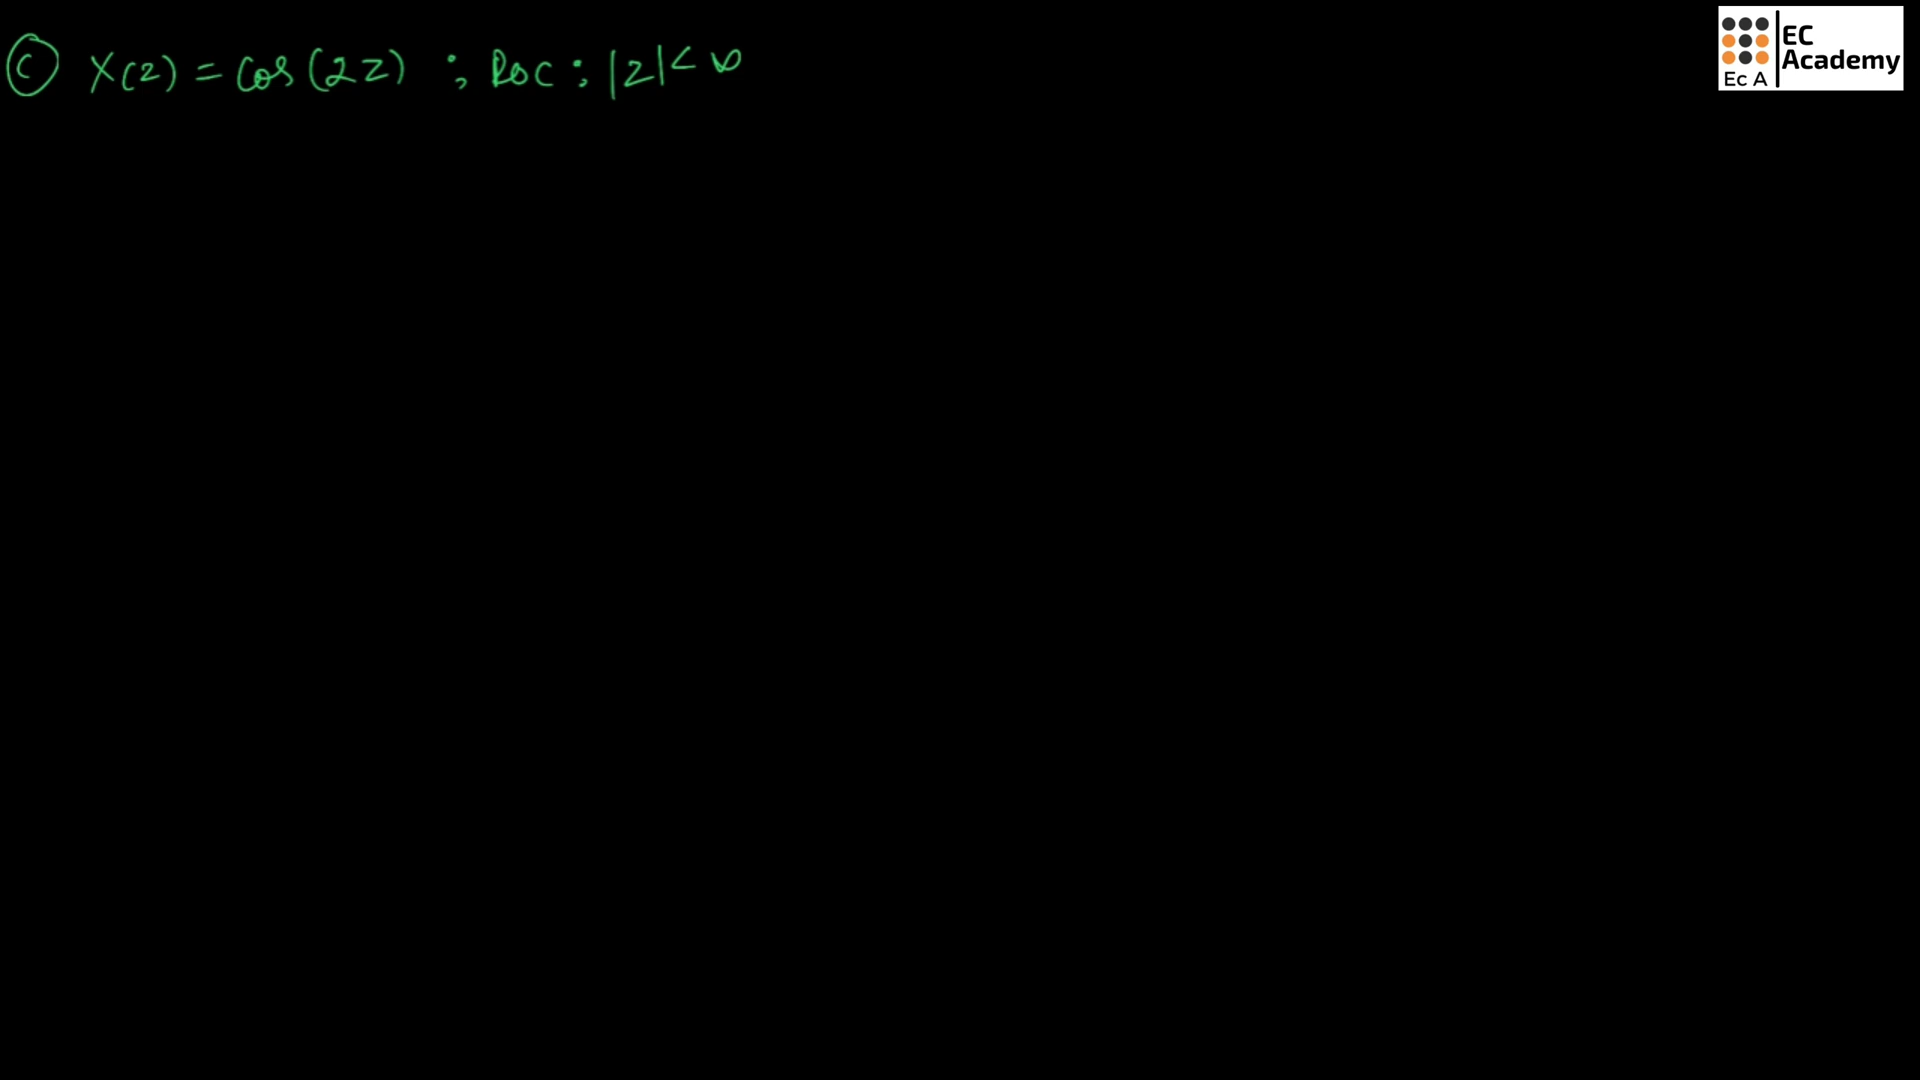 (C) X(z) = Cos(2z) ; RoC : |z| < ∞
EC
Academy
Ec A